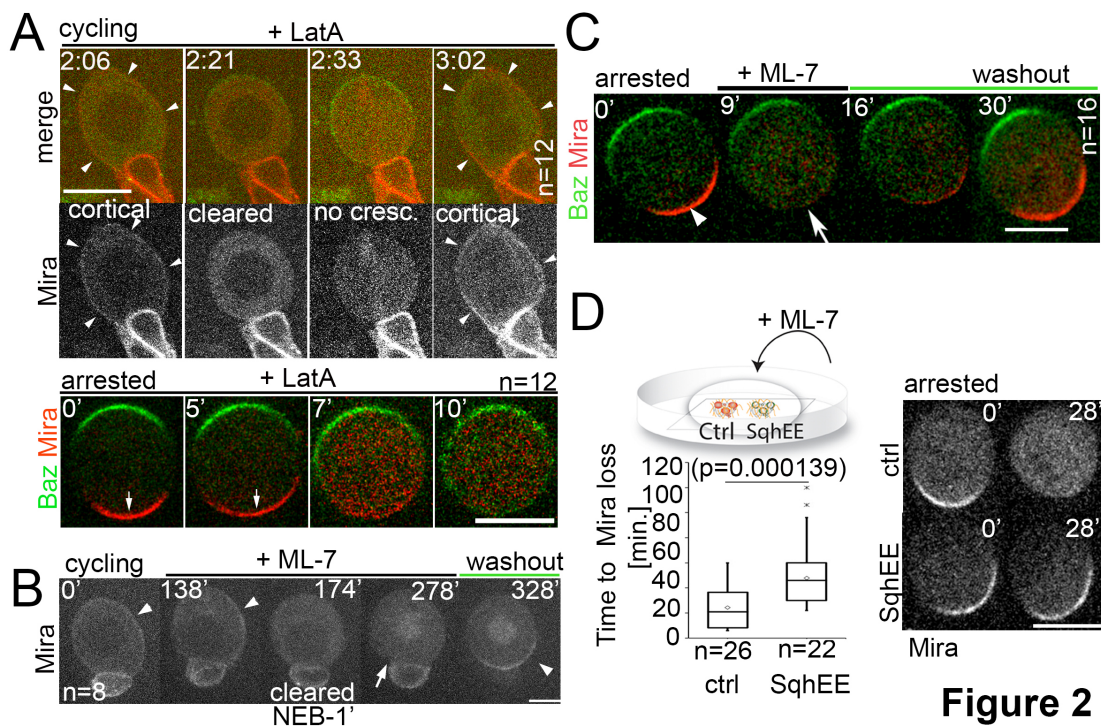 A
cycling
+ LatA
merge
2:06
2:21
2:33
3:02
n=12
Mira
cortical
cleared
no cresc.
cortical
arrested
+ LatA
n=12
Baz Mira
0’
5’
7’
10’
B
cycling
+ ML-7
washout
Mira
0’
138’
174’
278’
328’
n=8
cleared
NEB-1’
C
arrested
+ ML-7
washout
Baz Mira
0’
9’
16’
30’
n=16
D
+ ML-7
Ctrl SqhEE
(p=0.000139)
Time to Mira loss
[min.]
120
100
80
60
40
20
0
n=26
n=22
ctrl
SqhEE
arrested
ctrl
0’
28’
SqhEE
0’
28’
Mira
Figure 2